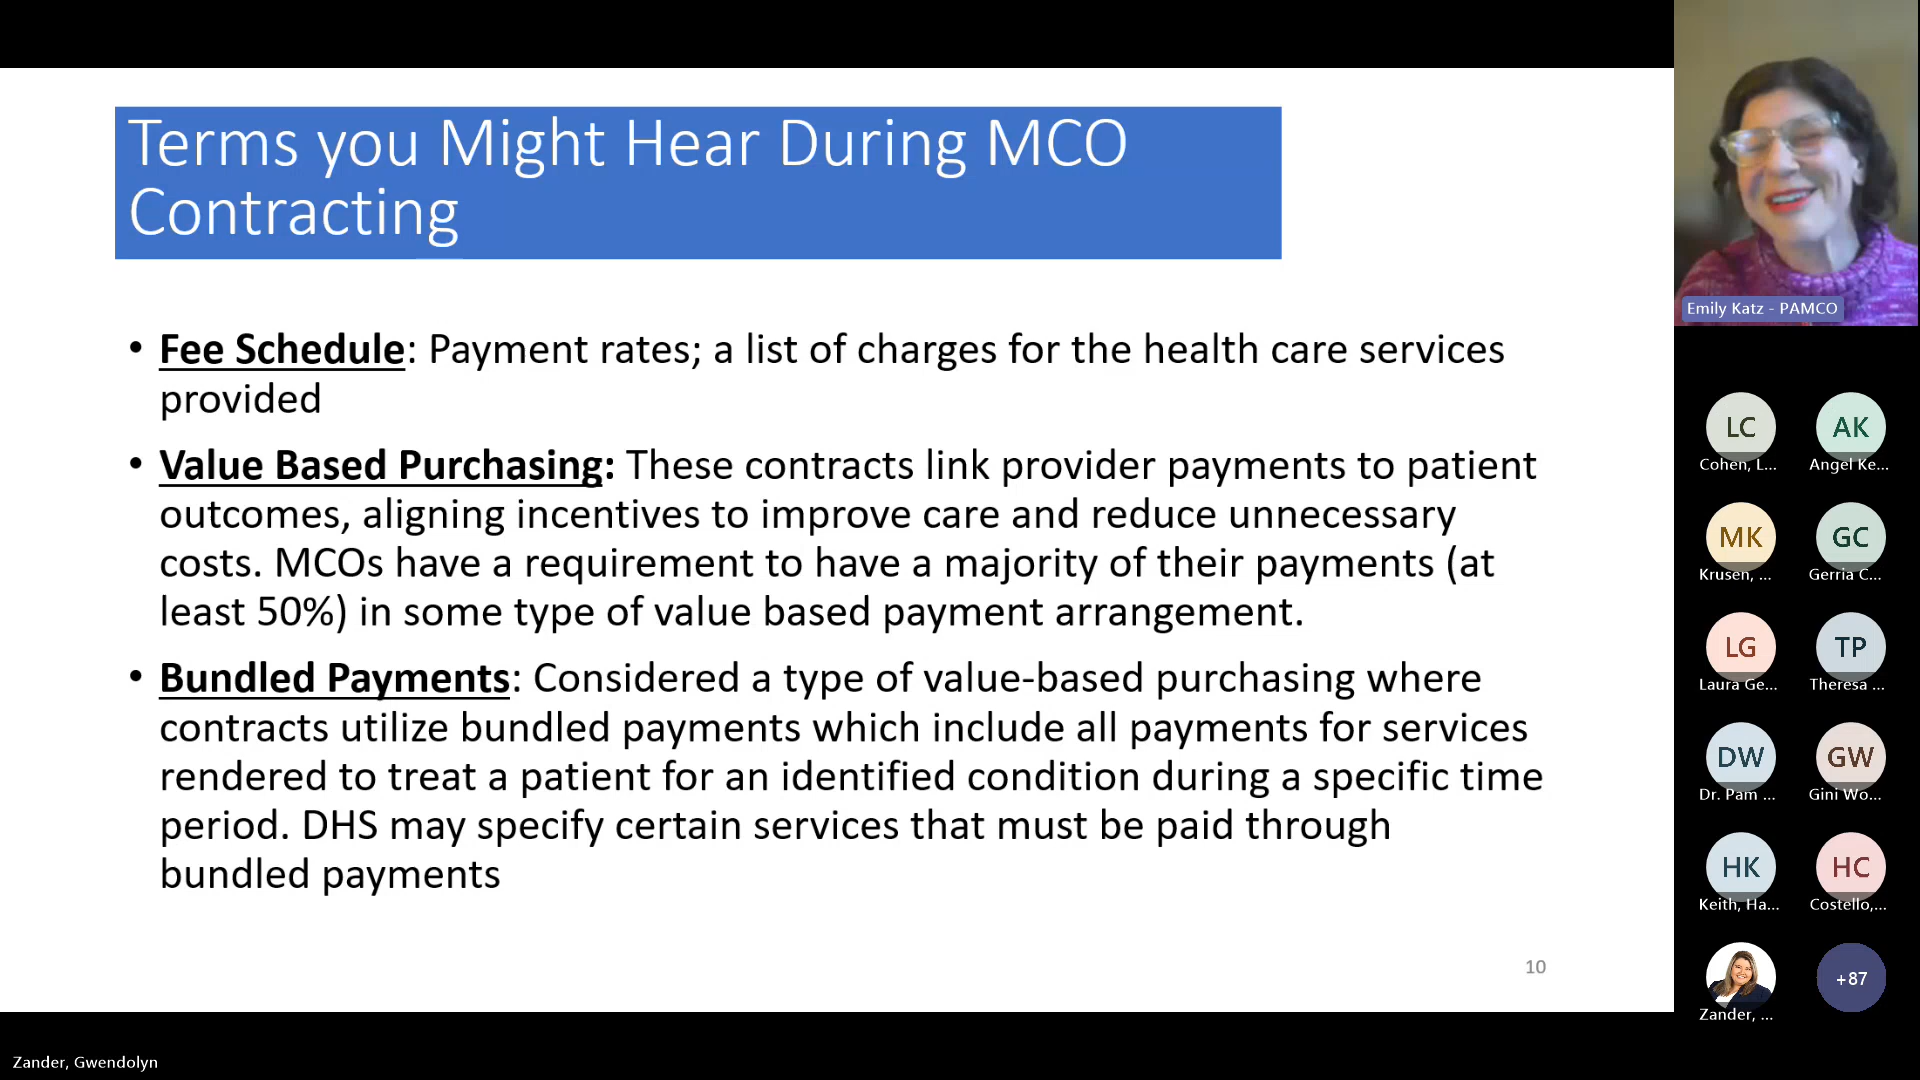 Terms you Might Hear During MCO
Contracting
• Fee Schedule: Payment rates; a list of charges for the health care services
provided
• Value Based Purchasing: These contracts link provider payments to patient
outcomes, aligning incentives to improve care and reduce unnecessary
costs. MCOs have a requirement to have a majority of their payments (at
least 50%) in some type of value based payment arrangement.
• Bundled Payments: Considered a type of value-based purchasing where
contracts utilize bundled payments which include all payments for services
rendered to treat a patient for an identified condition during a specific time
period. DHS may specify certain services that must be paid through
bundled payments
10
Emily Katz - PAMCO
LC
AK
Cohen, L...
Angel Ke...
MK
GC
Krusen, ...
Gerria C...
LG
TP
Laura Ge...
Theresa ...
DW
GW
Dr. Pam ...
Gini Wo...
HK
HC
Keith, Ha...
Costello,...
+87
Zander, ...
Zander, Gwendolyn